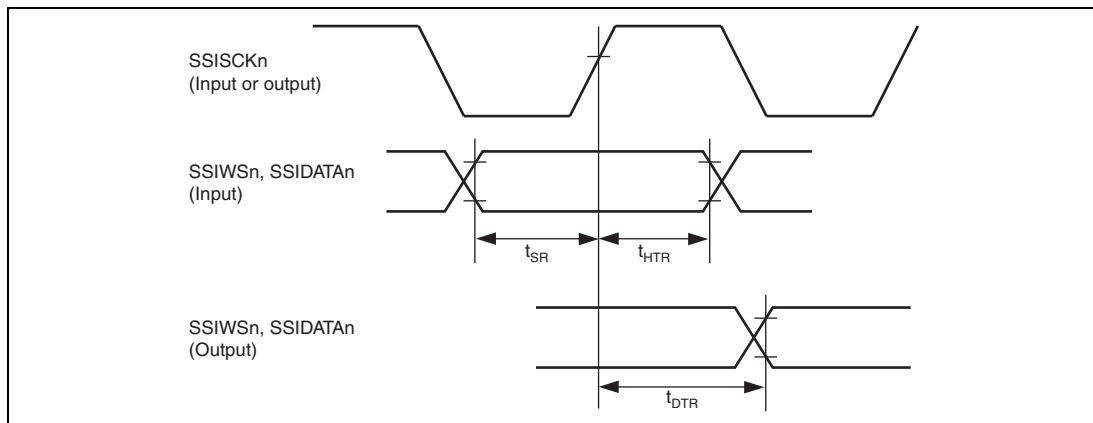 SSISCKn
(Input or output)
SSIWSn, SSIDATAn
(Input)
tSR
tHTR
SSIWSn, SSIDATAn
(Output)
tDTR